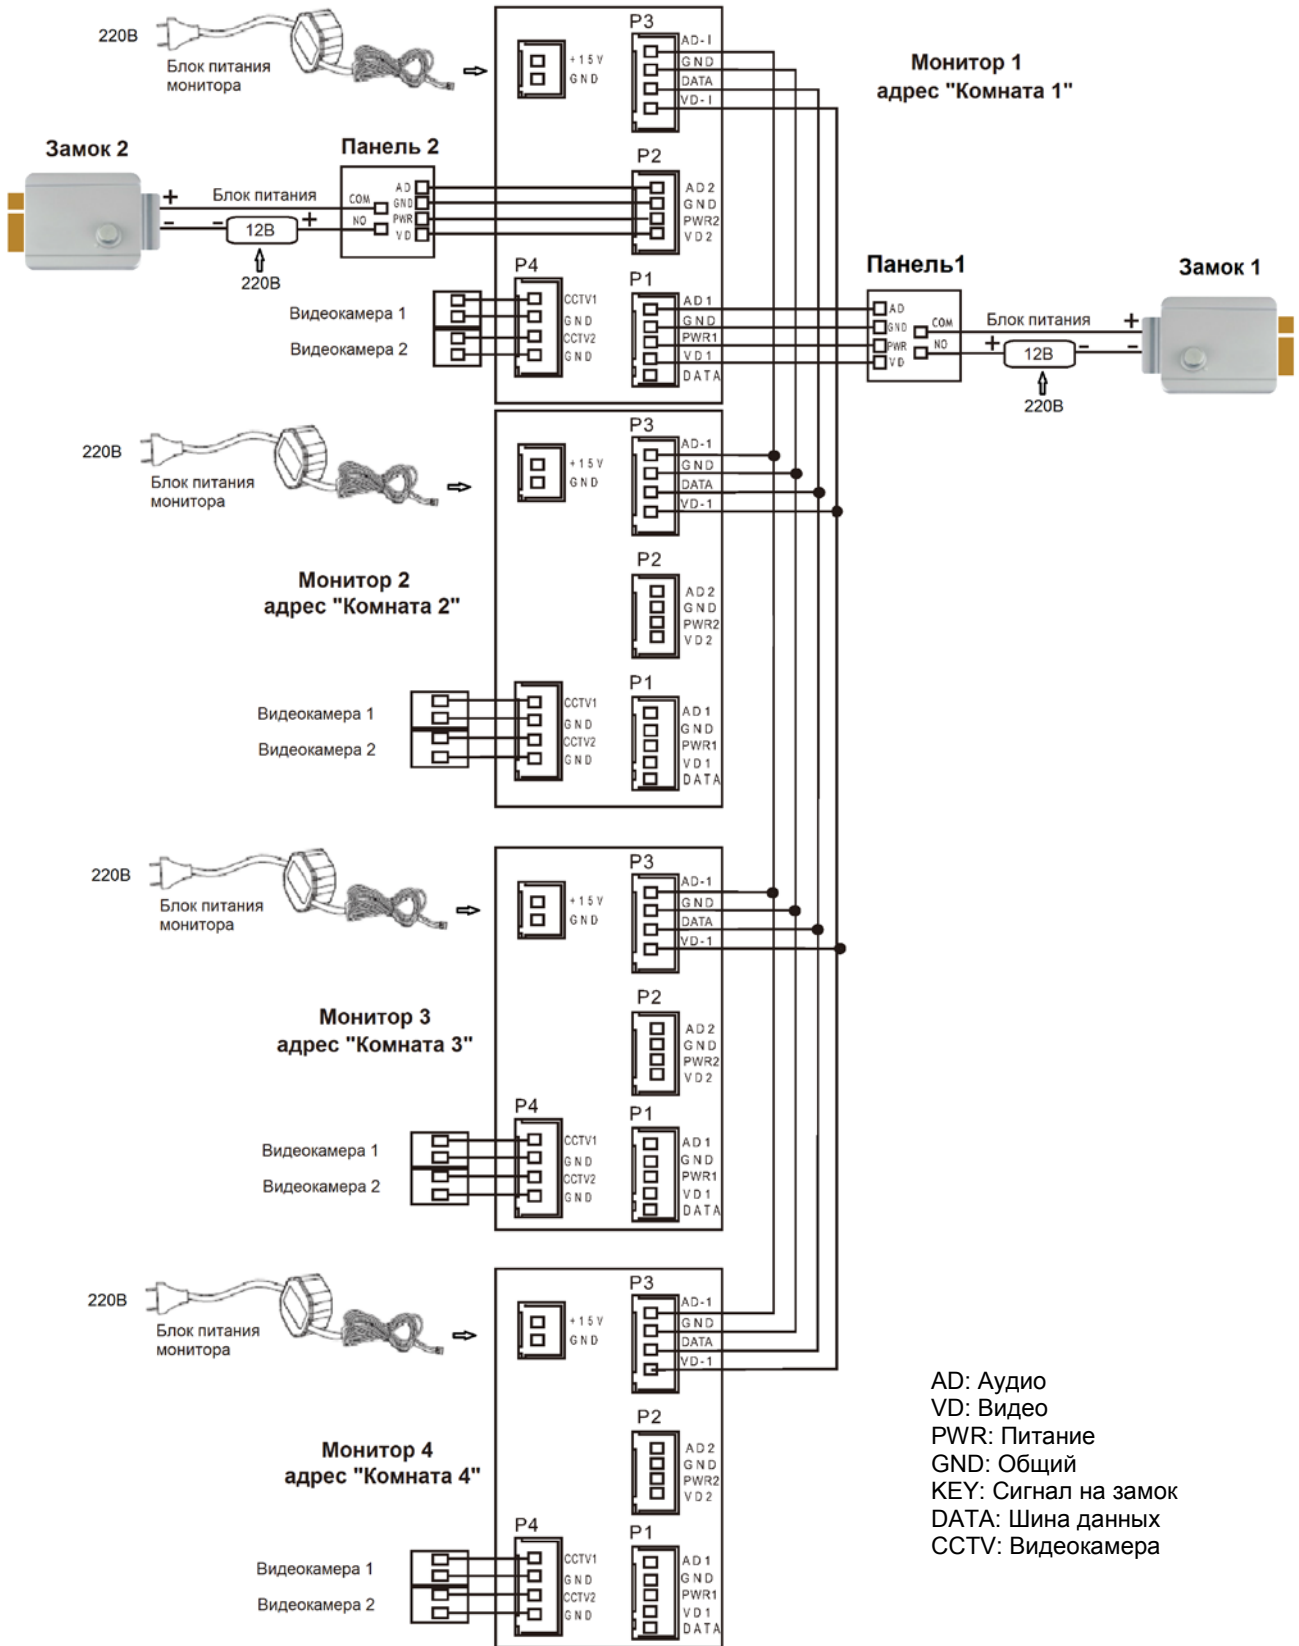 220В
Блок питания
монитора
+15V
GND
P3
AD-I
GND
DATA
VD-I
Монитор 1
адрес "Комната 1"
Замок 2
+
-
Блок питания
-
12В
+
220В
Панель 2
COM
NO
AD
GND
PWR
VD
P2
AD2
GND
PWR2
VD2
P4
CCTV1
GND
CCTV2
GND
Видеокамера 1
Видеокамера 2
P1
AD1
GND
PWR1
VD1
DATA
Панель1
AD
GND
PWR
VD
COM
NO
Блок питания
+
12В
-
220В
+
-
Замок 1
220В
Блок питания
монитора
+15V
GND
P3
AD-1
GND
DATA
VD-1
Монитор 2
адрес "Комната 2"
P2
AD2
GND
PWR2
VD2
Видеокамера 1
Видеокамера 2
CCTV1
GND
CCTV2
GND
P1
AD1
GND
PWR1
VD1
DATA
220В
Блок питания
монитора
+15V
GND
P3
AD-1
GND
DATA
VD-1
Монитор 3
адрес "Комната 3"
P2
AD2
GND
PWR2
VD2
P4
Видеокамера 1
Видеокамера 2
CCTV1
GND
CCTV2
GND
P1
AD1
GND
PWR1
VD1
DATA
220В
Блок питания
монитора
+15V
GND
P3
AD-1
GND
DATA
VD-1
Монитор 4
адрес "Комната 4"
P2
AD2
GND
PWR2
VD2
P4
Видеокамера 1
Видеокамера 2
CCTV1
GND
CCTV2
GND
P1
AD1
GND
PWR1
VD1
DATA
AD: Аудио
VD: Видео
PWR: Питание
GND: Общий
KEY: Сигнал на замок
DATA: Шина данных
CCTV: Видеокамера